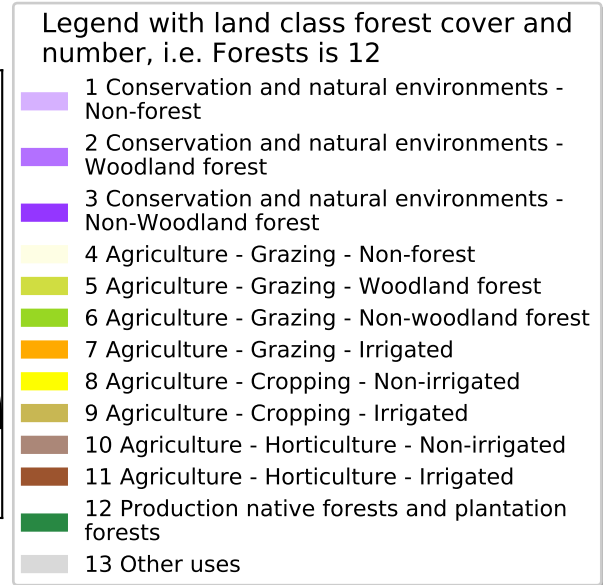 Legend with land class forest cover and
number, i.e. Forests is 12
1 Conservation and natural environments -
Non-forest
2 Conservation and natural environments -
Woodland forest
3 Conservation and natural environments -
Non-Woodland forest
4 Agriculture - Grazing - Non-forest
5 Agriculture - Grazing - Woodland forest
6 Agriculture - Grazing - Non-woodland forest
7 Agriculture - Grazing - Irrigated
8 Agriculture - Cropping - Non-irrigated
9 Agriculture - Cropping - Irrigated
10 Agriculture - Horticulture - Non-irrigated
11 Agriculture - Horticulture - Irrigated
12 Production native forests and plantation
forests
13 Other uses